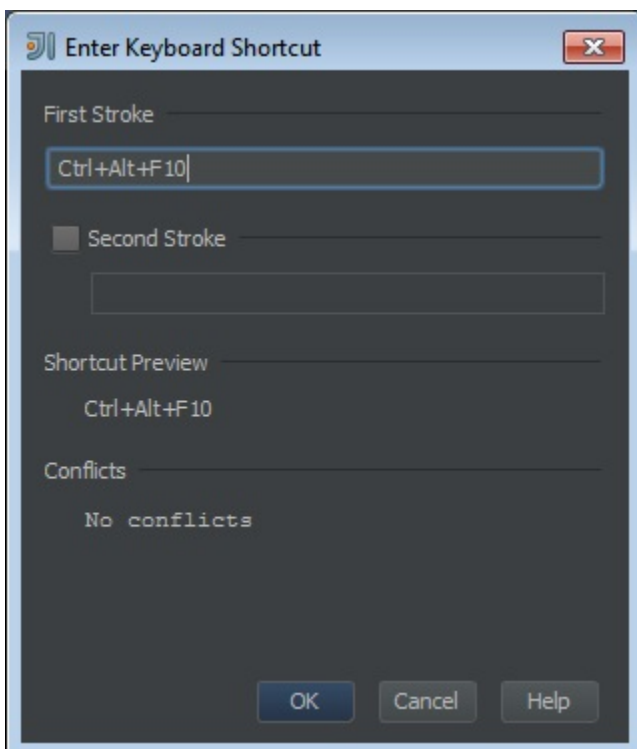 Enter Keyboard Shortcut
First Stroke
Ctrl+Alt+F10
Second Stroke
Shortcut Preview
Ctrl+Alt+F10
Conflicts
No conflicts
OK Cancel Help